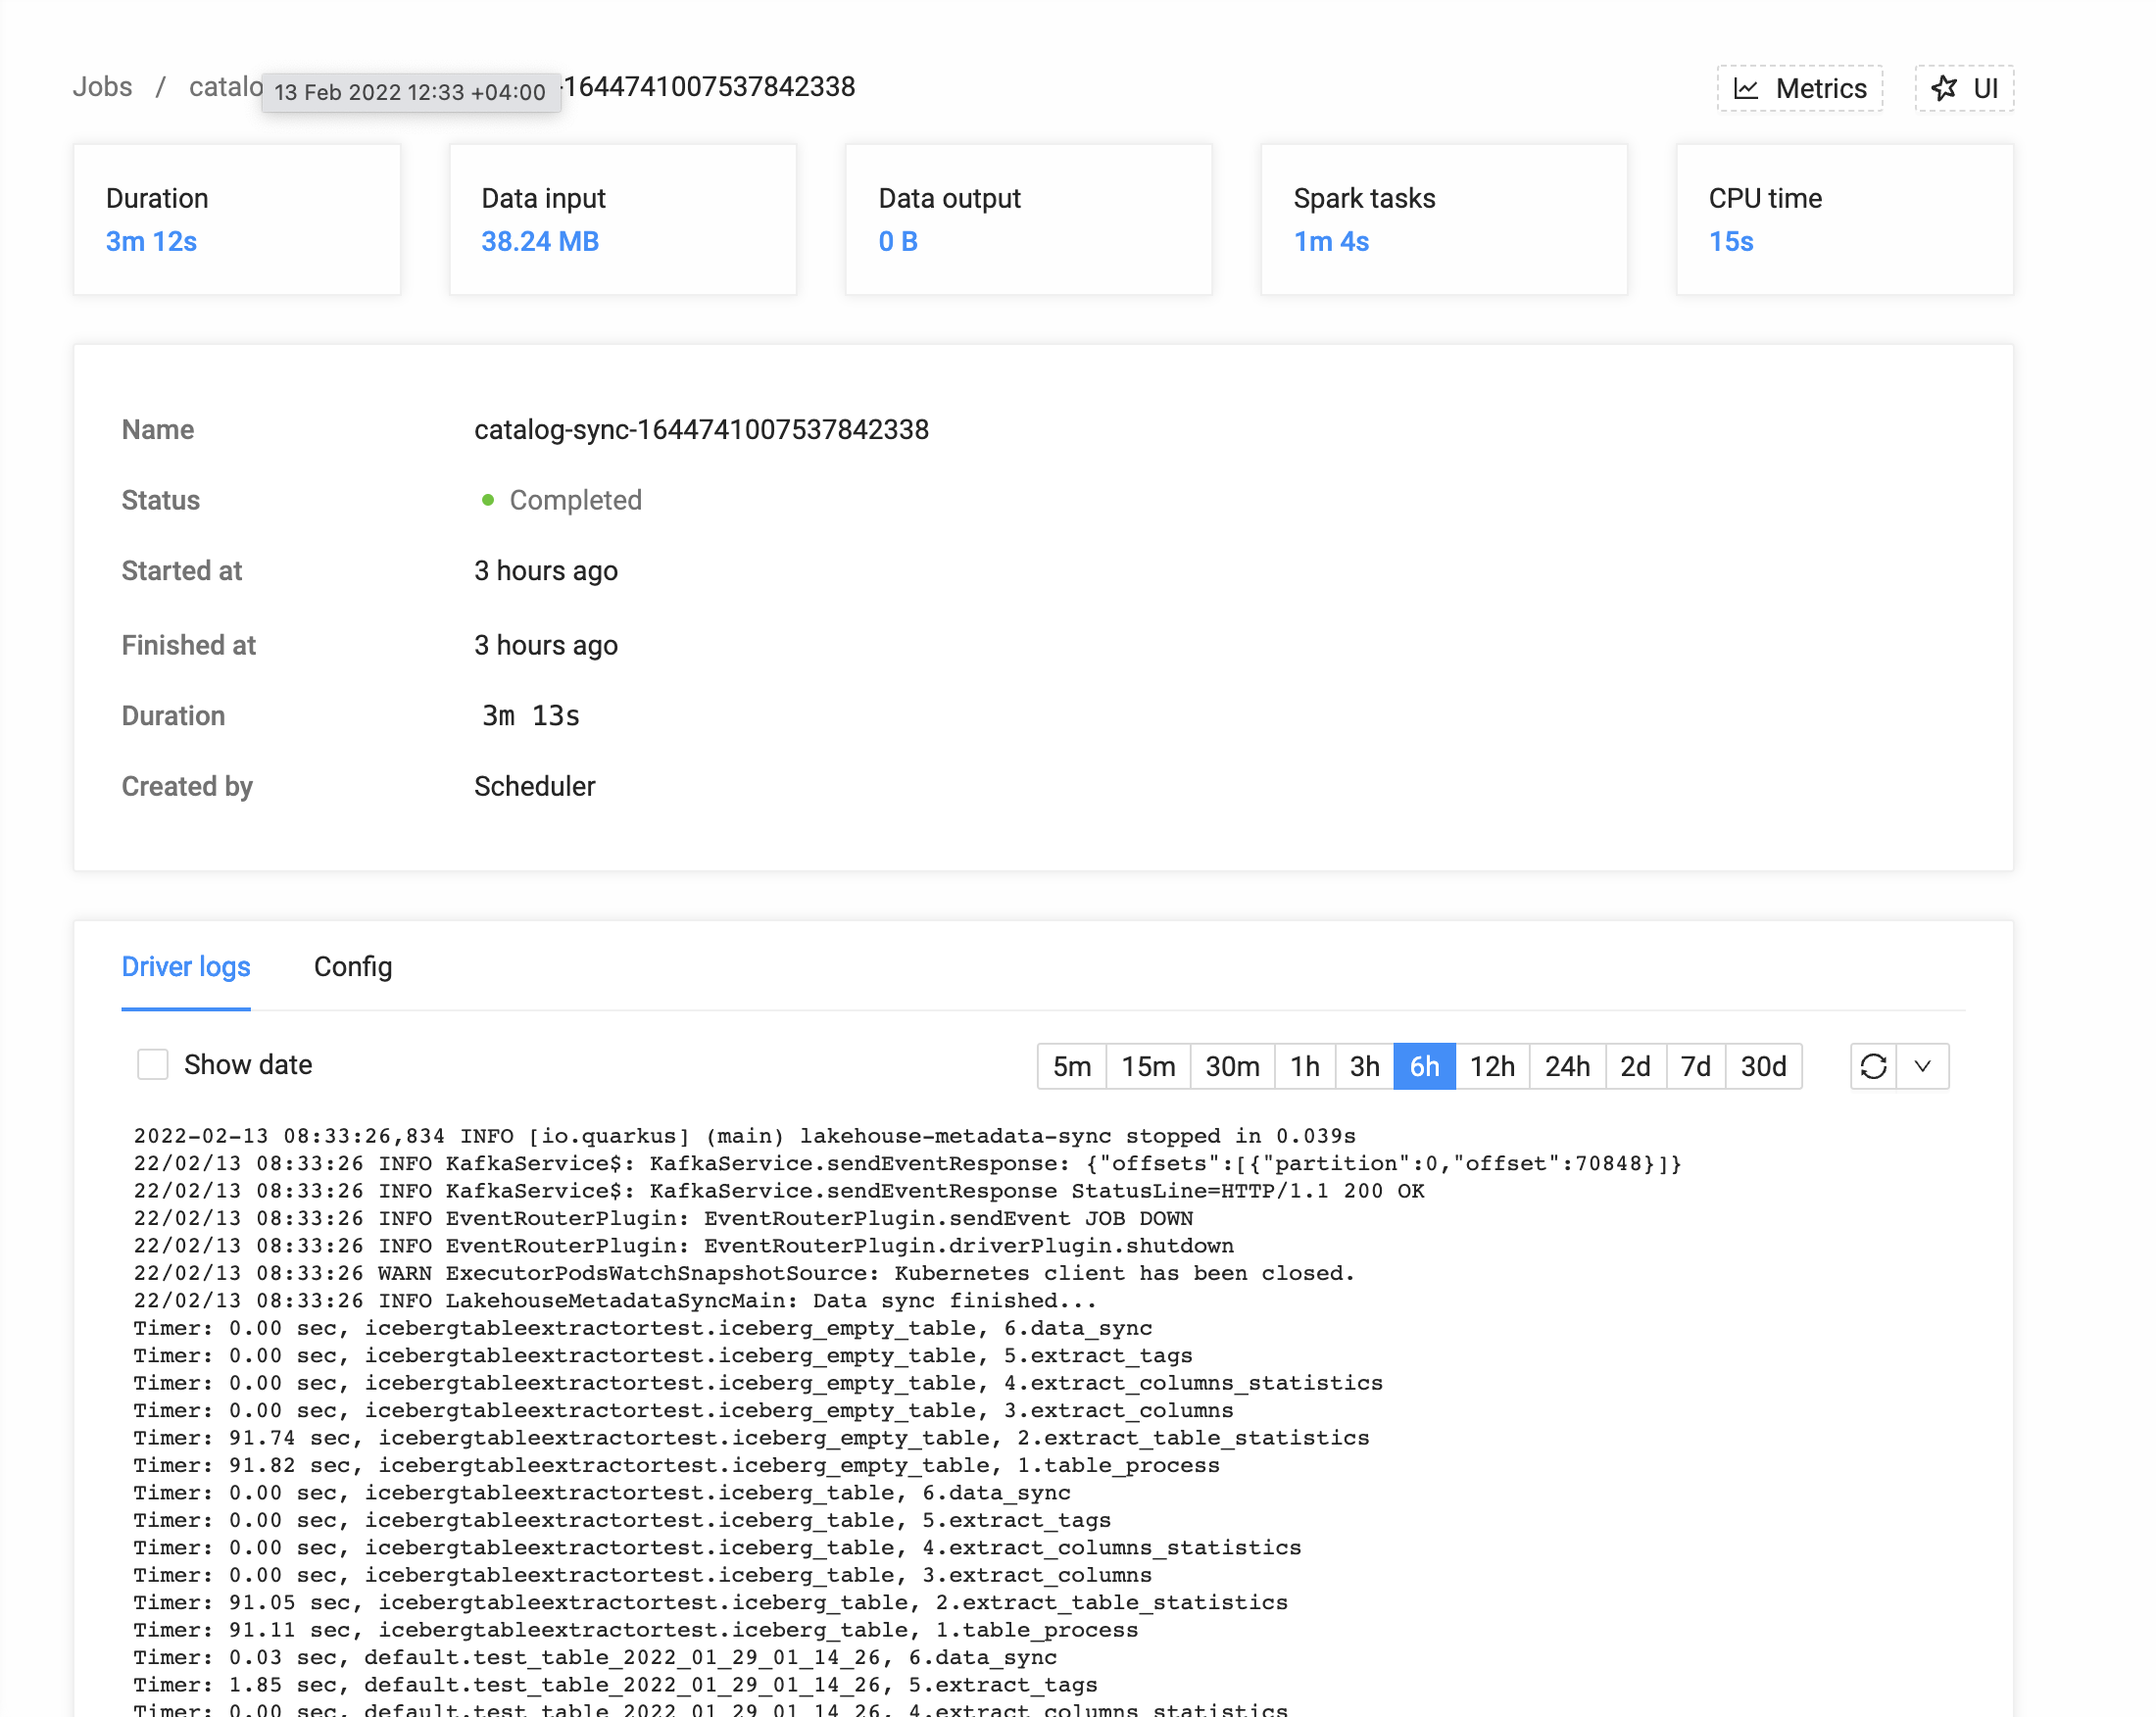 Jobs / catalo 13 Feb 2022 12:33 +04:00 -1644741007537842338
Metrics
UI
Duration
3m 12s
Data input
38.24 MB
Data output
0 B
Spark tasks
1m 4s
CPU time
15s
Name catalog-sync-1644741007537842338
Status Completed
Started at 3 hours ago
Finished at 3 hours ago
Duration 3m 13s
Created by Scheduler
Driver logs Config
Show date 5m 15m 30m 1h 3h 6h 12h 24h 2d 7d 30d
2022-02-13 08:33:26,834 INFO [io.quarkus] (main) lakehouse-metadata-sync stopped in 0.039s
22/02/13 08:33:26 INFO KafkaService$: KafkaService.sendEventResponse: {"offsets":[{"partition":0,"offset":70848}]}
22/02/13 08:33:26 INFO KafkaService$: KafkaService.sendEventResponse StatusLine=HTTP/1.1 200 OK
22/02/13 08:33:26 INFO EventRouterPlugin: EventRouterPlugin.sendEvent JOB DOWN
22/02/13 08:33:26 INFO EventRouterPlugin: EventRouterPlugin.driverPlugin.shutdown
22/02/13 08:33:26 WARN ExecutorPodsWatchSnapshotSource: Kubernetes client has been closed.
22/02/13 08:33:26 INFO LakehouseMetadataSyncMain: Data sync finished...
Timer: 0.00 sec, icebergtableextractortest.iceberg_empty_table, 6.data_sync
Timer: 0.00 sec, icebergtableextractortest.iceberg_empty_table, 5.extract_tags
Timer: 0.00 sec, icebergtableextractortest.iceberg_empty_table, 4.extract_columns_statistics
Timer: 0.00 sec, icebergtableextractortest.iceberg_empty_table, 3.extract_columns
Timer: 91.74 sec, icebergtableextractortest.iceberg_empty_table, 2.extract_table_statistics
Timer: 91.82 sec, icebergtableextractortest.iceberg_empty_table, 1.table_process
Timer: 0.00 sec, icebergtableextractortest.iceberg_table, 6.data_sync
Timer: 0.00 sec, icebergtableextractortest.iceberg_table, 5.extract_tags
Timer: 0.00 sec, icebergtableextractortest.iceberg_table, 4.extract_columns_statistics
Timer: 0.00 sec, icebergtableextractortest.iceberg_table, 3.extract_columns
Timer: 91.05 sec, icebergtableextractortest.iceberg_table, 2.extract_table_statistics
Timer: 91.11 sec, icebergtableextractortest.iceberg_table, 1.table_process
Timer: 0.03 sec, default.test_table_2022_01_29_01_14_26, 6.data_sync
Timer: 1.85 sec, default.test_table_2022_01_29_01_14_26, 5.extract_tags
Timer: 0.00 sec, default.test_table_2022_01_29_01_14_26, 4.extract_columns_statistics